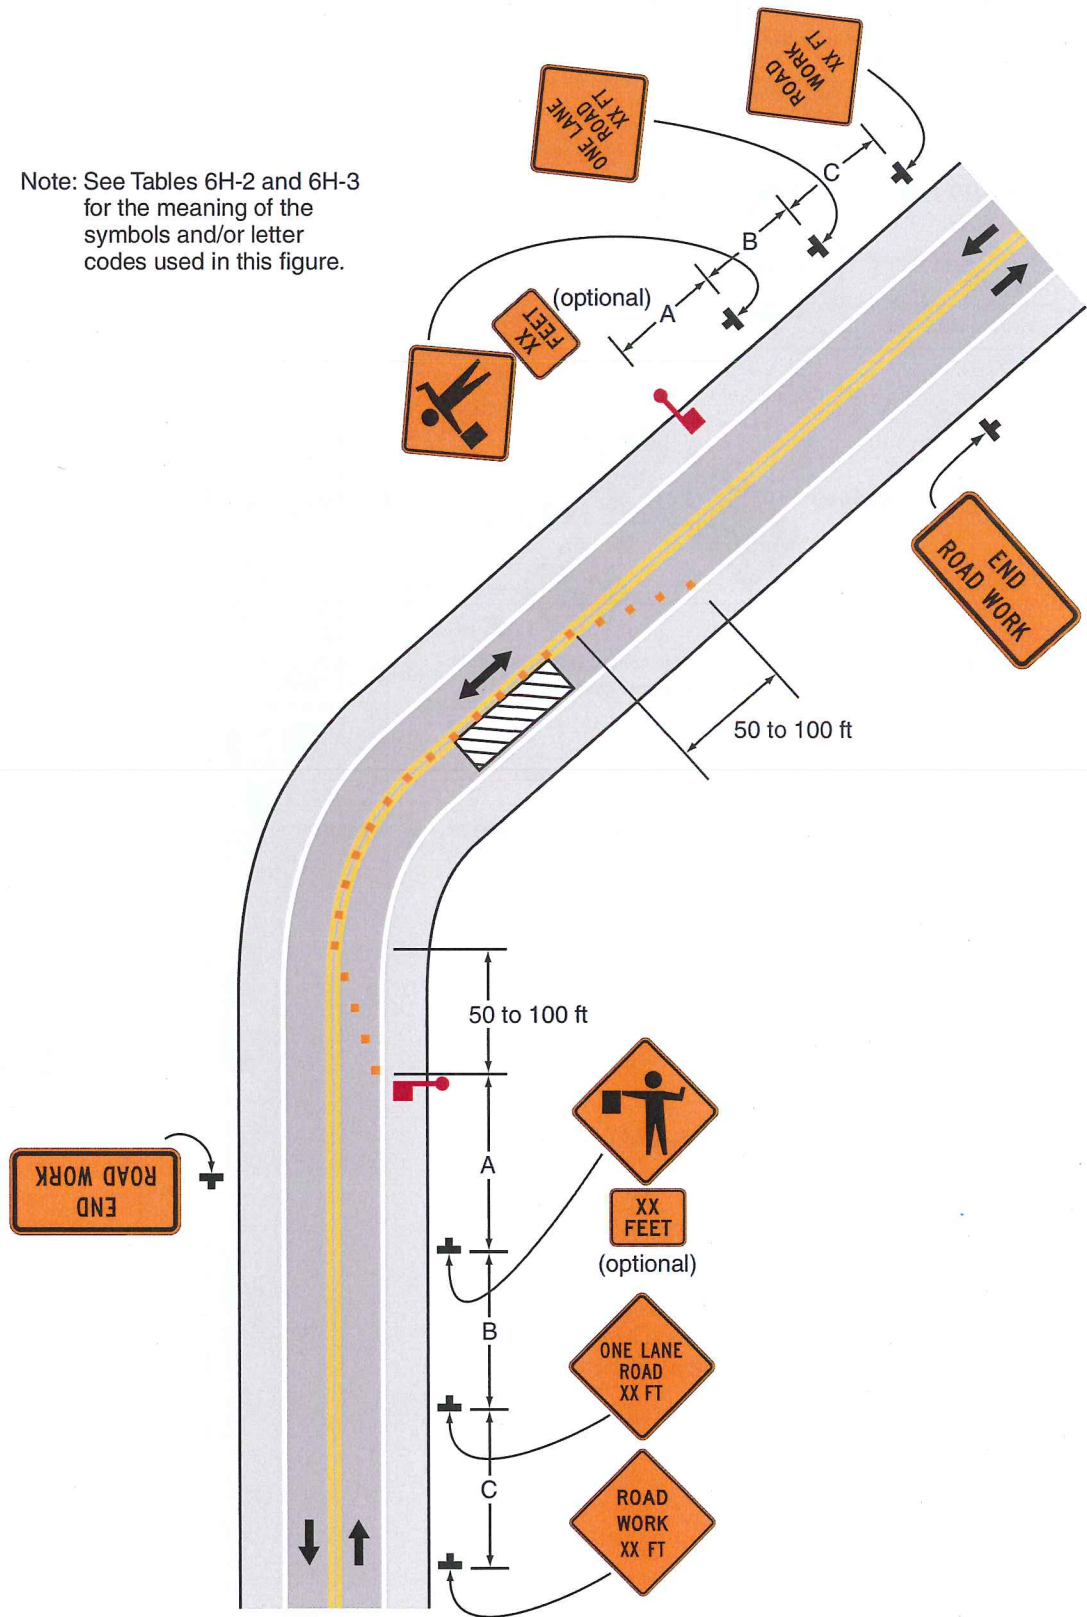 ROAD
WORK
XX FT
ONE LANE
ROAD
XX FT
C
Note: See Tables 6H-2 and 6H-3
for the meaning of the
symbols and/or letter
codes used in this figure.
B
(optional)
A
XX
FEET
END
ROAD WORK
50 to 100 ft
50 to 100 ft
A
END
ROAD WORK
XX
FEET
(optional)
B
ONE LANE
ROAD
XX FT
C
ROAD
WORK
XX FT